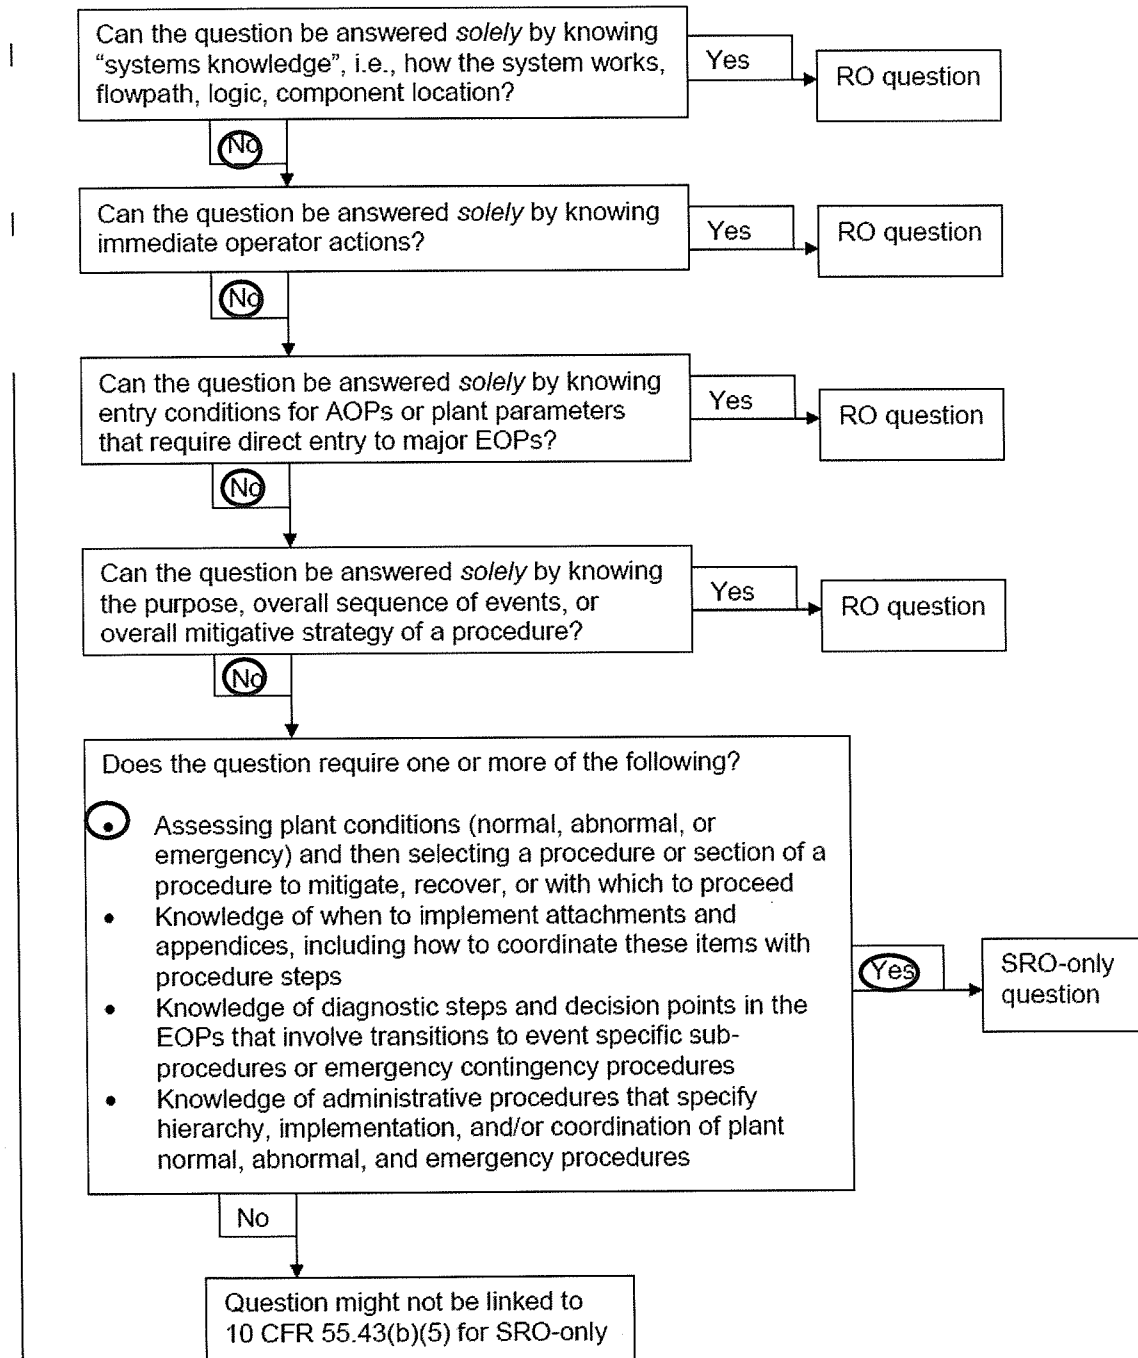 Can the question be answered solely by knowing
“systems knowledge”, i.e., how the system works,
flowpath, logic, component location?
Yes
RO question
No
Can the question be answered solely by knowing
immediate operator actions?
Yes
RO question
No
Can the question be answered solely by knowing
entry conditions for AOPs or plant parameters
that require direct entry to major EOPs?
Yes
RO question
No
Can the question be answered solely by knowing
the purpose, overall sequence of events, or
overall mitigative strategy of a procedure?
Yes
RO question
No
Does the question require one or more of the following?
• Assessing plant conditions (normal, abnormal, or
emergency) and then selecting a procedure or section of a
procedure to mitigate, recover, or with which to proceed
• Knowledge of when to implement attachments and
appendices, including how to coordinate these items with
procedure steps
• Knowledge of diagnostic steps and decision points in the
EOPs that involve transitions to event specific sub-
procedures or emergency contingency procedures
• Knowledge of administrative procedures that specify
hierarchy, implementation, and/or coordination of plant
normal, abnormal, and emergency procedures
Yes
SRO-only
question
No
Question might not be linked to
10 CFR 55.43(b)(5) for SRO-only